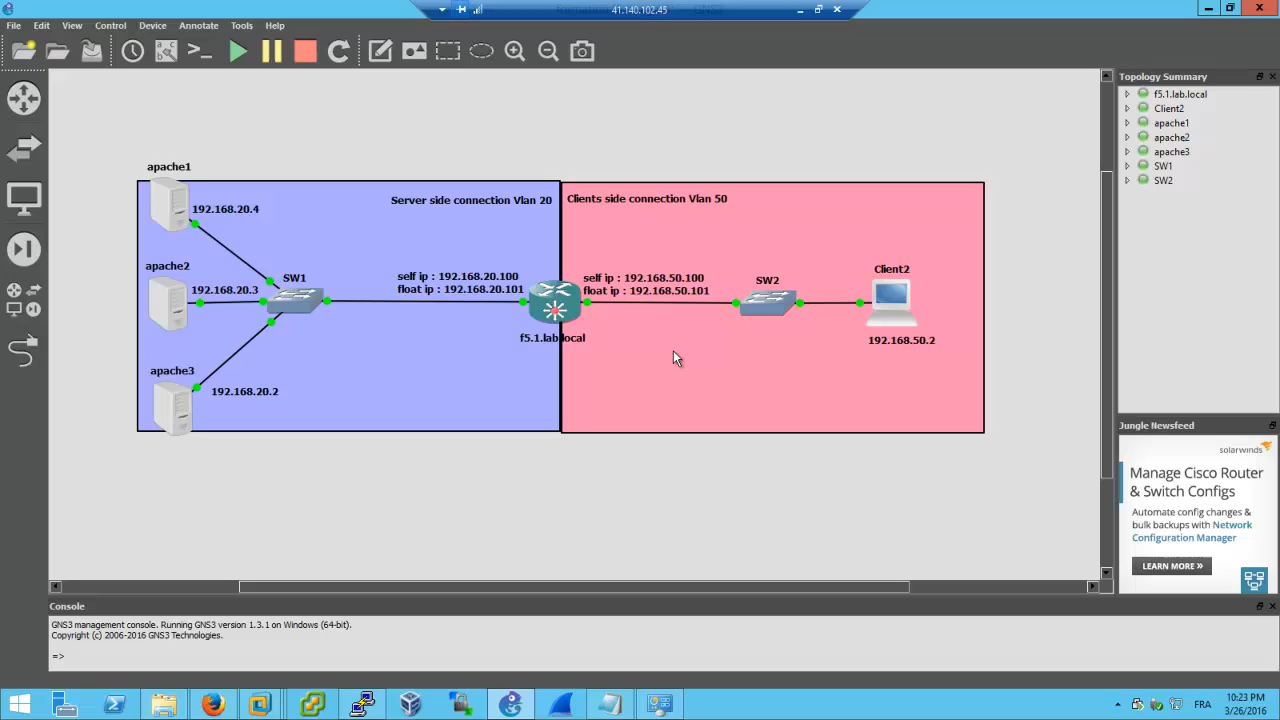 41.140.102.45
GNS3
File Edit View Control Device Annotate Tools Help
Topology Summary
f5.1.lab.local
Client2
apache1
apache2
apache3
SW1
SW2
apache1
192.168.20.4
Server side connection Vlan 20
Clients side connection Vlan 50
apache2
192.168.20.3
SW1
self ip : 192.168.20.100
float ip : 192.168.20.101
self ip : 192.168.50.100
float ip : 192.168.50.101
SW2
Client2
f5.1.lab.local
192.168.50.2
apache3
192.168.20.2
Jungle Newsfeed
solarwinds
Manage Cisco Router
& Switch Configs
Automate config changes &
bulk backups with Network
Configuration Manager
LEARN MORE »
Console
GNS3 management console. Running GNS3 version 1.3.1 on Windows (64-bit).
Copyright (c) 2006-2016 GNS3 Technologies.
=>
FRA
10:23 PM
3/26/2016